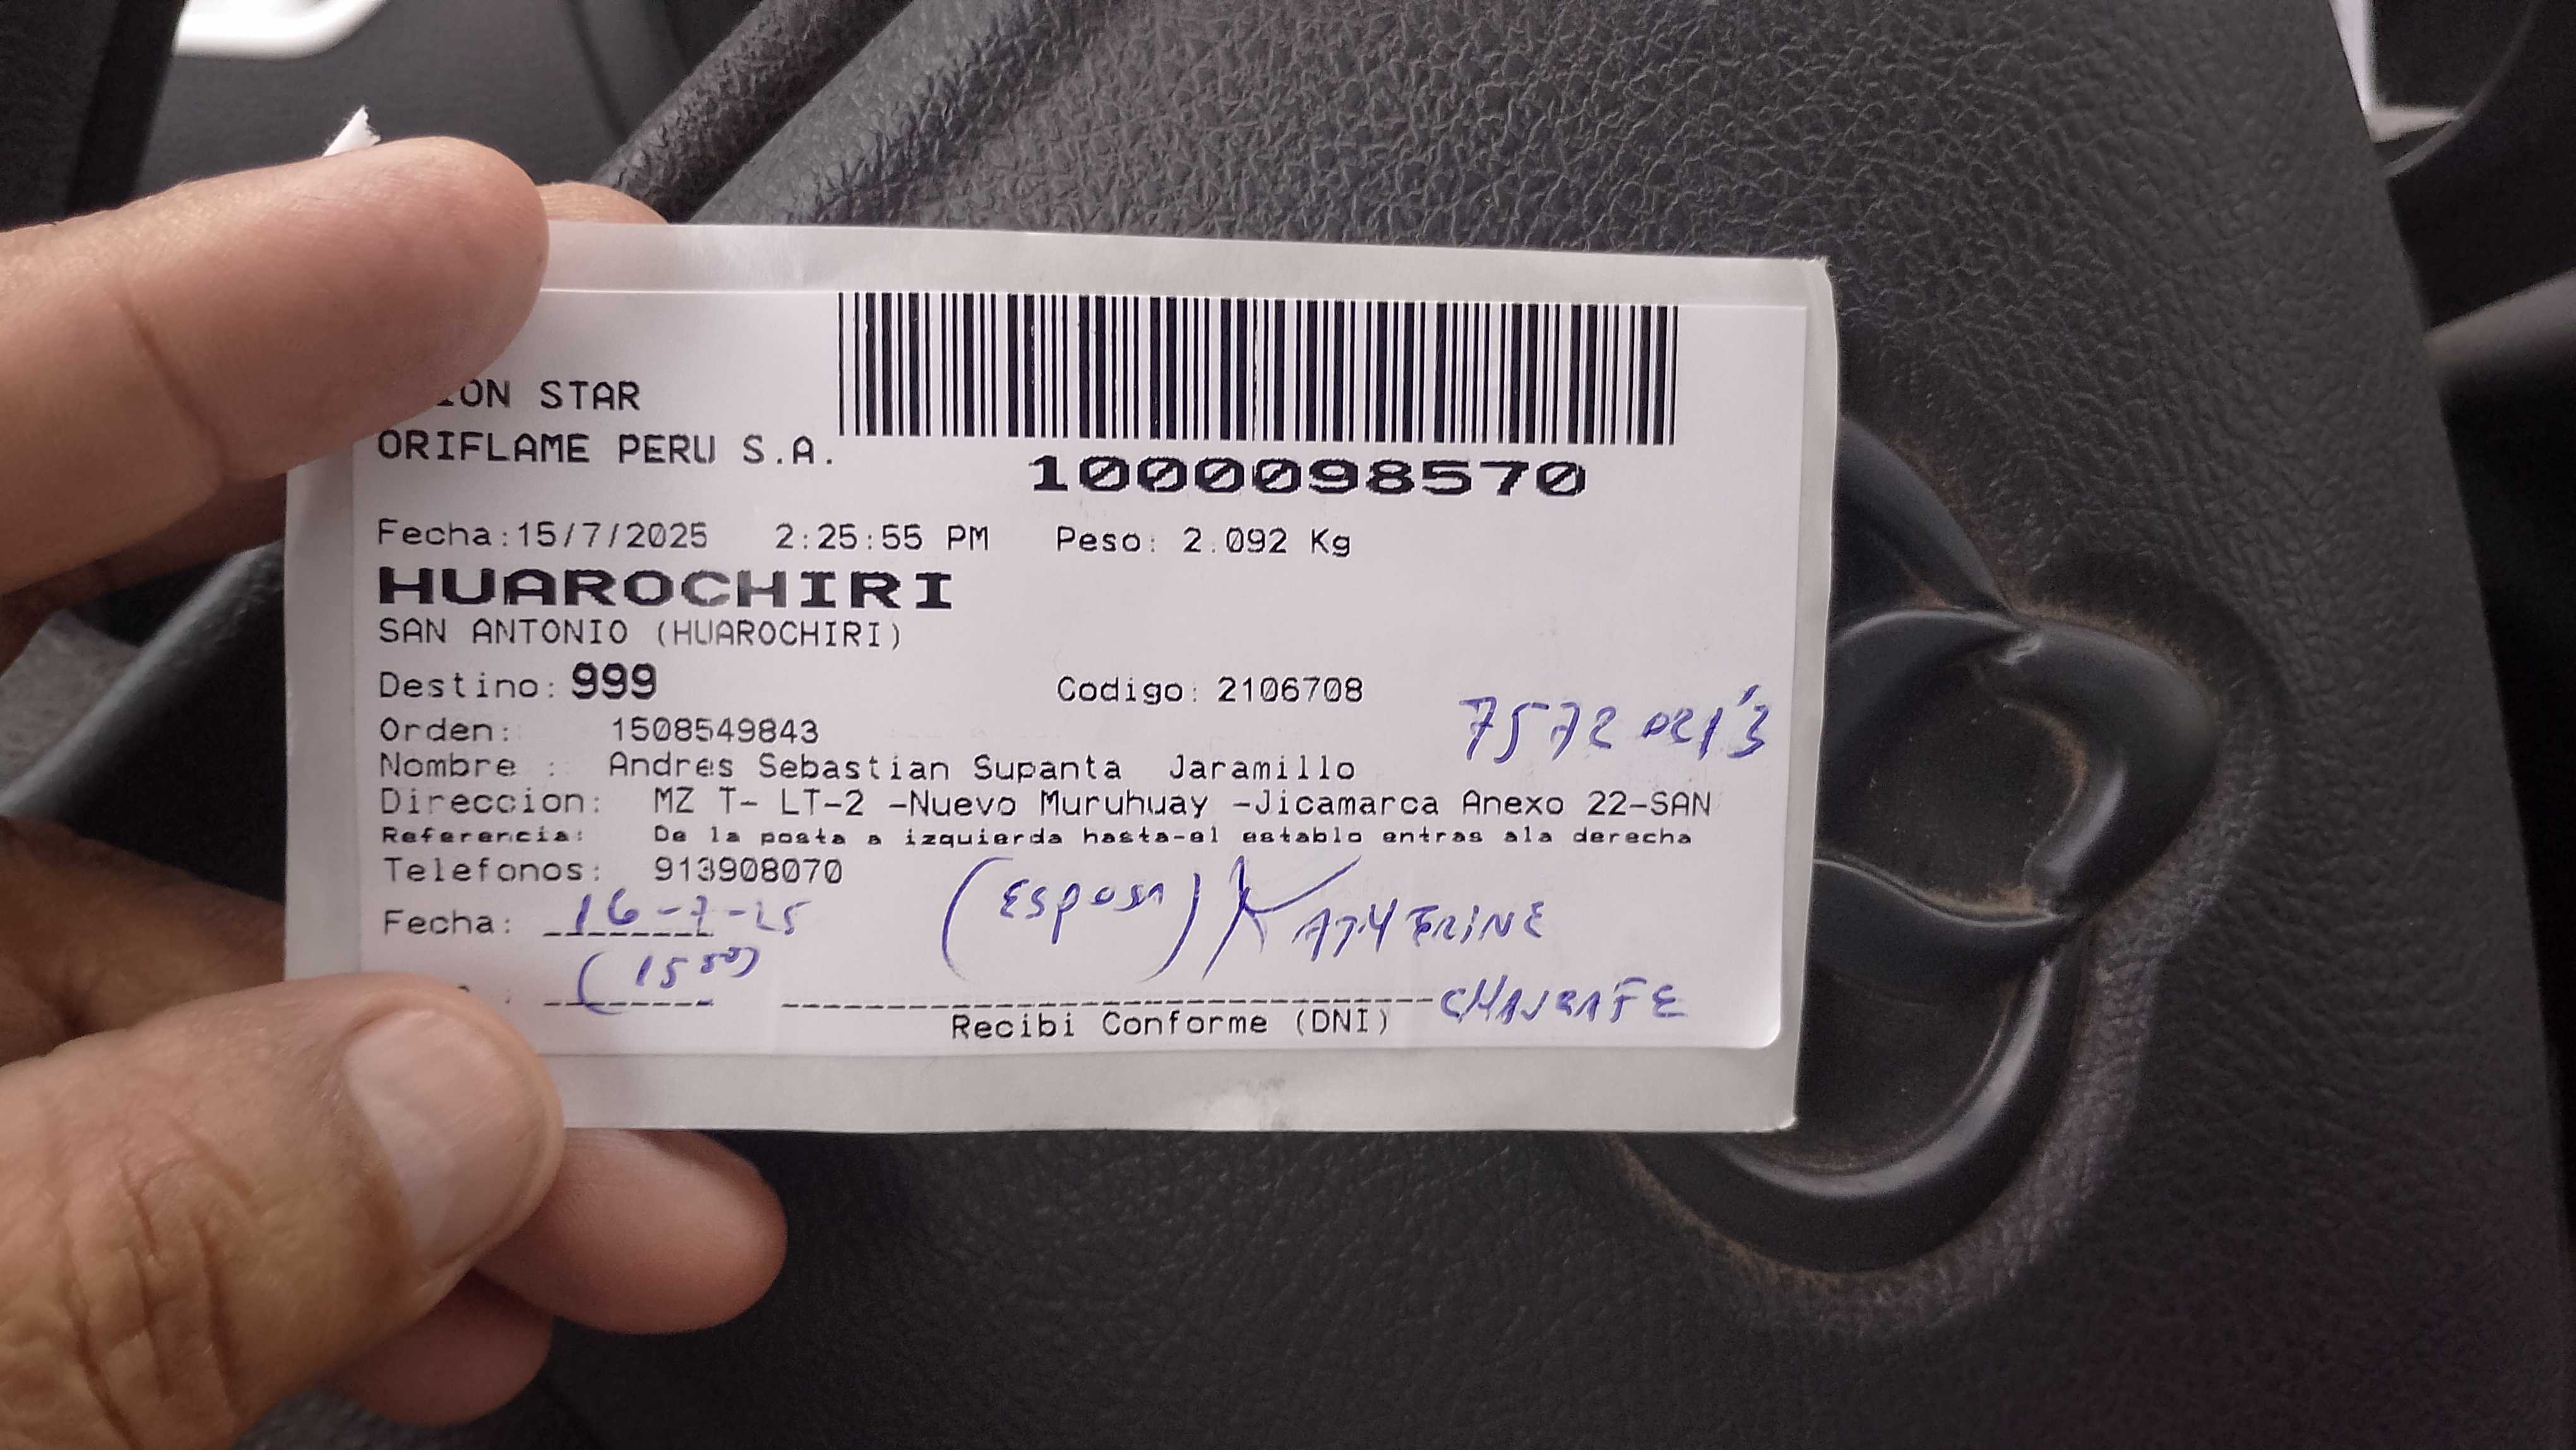 ION STAR
ORIFLAME PERU S.A.
1000098570
Fecha:15/7/2025 2:25:55 PM Peso: 2.092 Kg
HUAROCHIRI
SAN ANTONIO (HUAROCHIRI)
Destino: 999 Codigo: 2106708
Orden: 1508549843
Nombre : Andres Sebastian Supanta Jaramillo
Direccion: MZ T- LT-2 -Nuevo Muruhuay -Jicamarca Anexo 22-SAN
Referencia: De la posta a izquierda hasta-el establo entras ala derecha
Telefonos: 913908070
Fecha: 16-7-25 (Esposa) KATHERINE
(15 50)
Recibi Conforme (DNI)